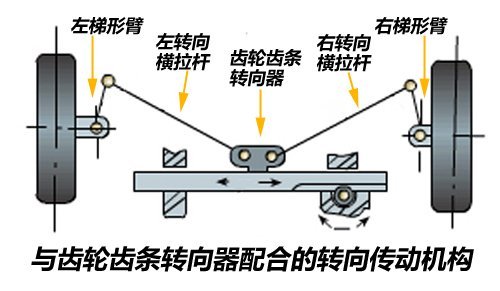 左梯形臂
左转向
横拉杆
齿轮齿条
转向器
右转向
横拉杆
右梯形臂
与齿轮齿条转向器配合的转向传动机构